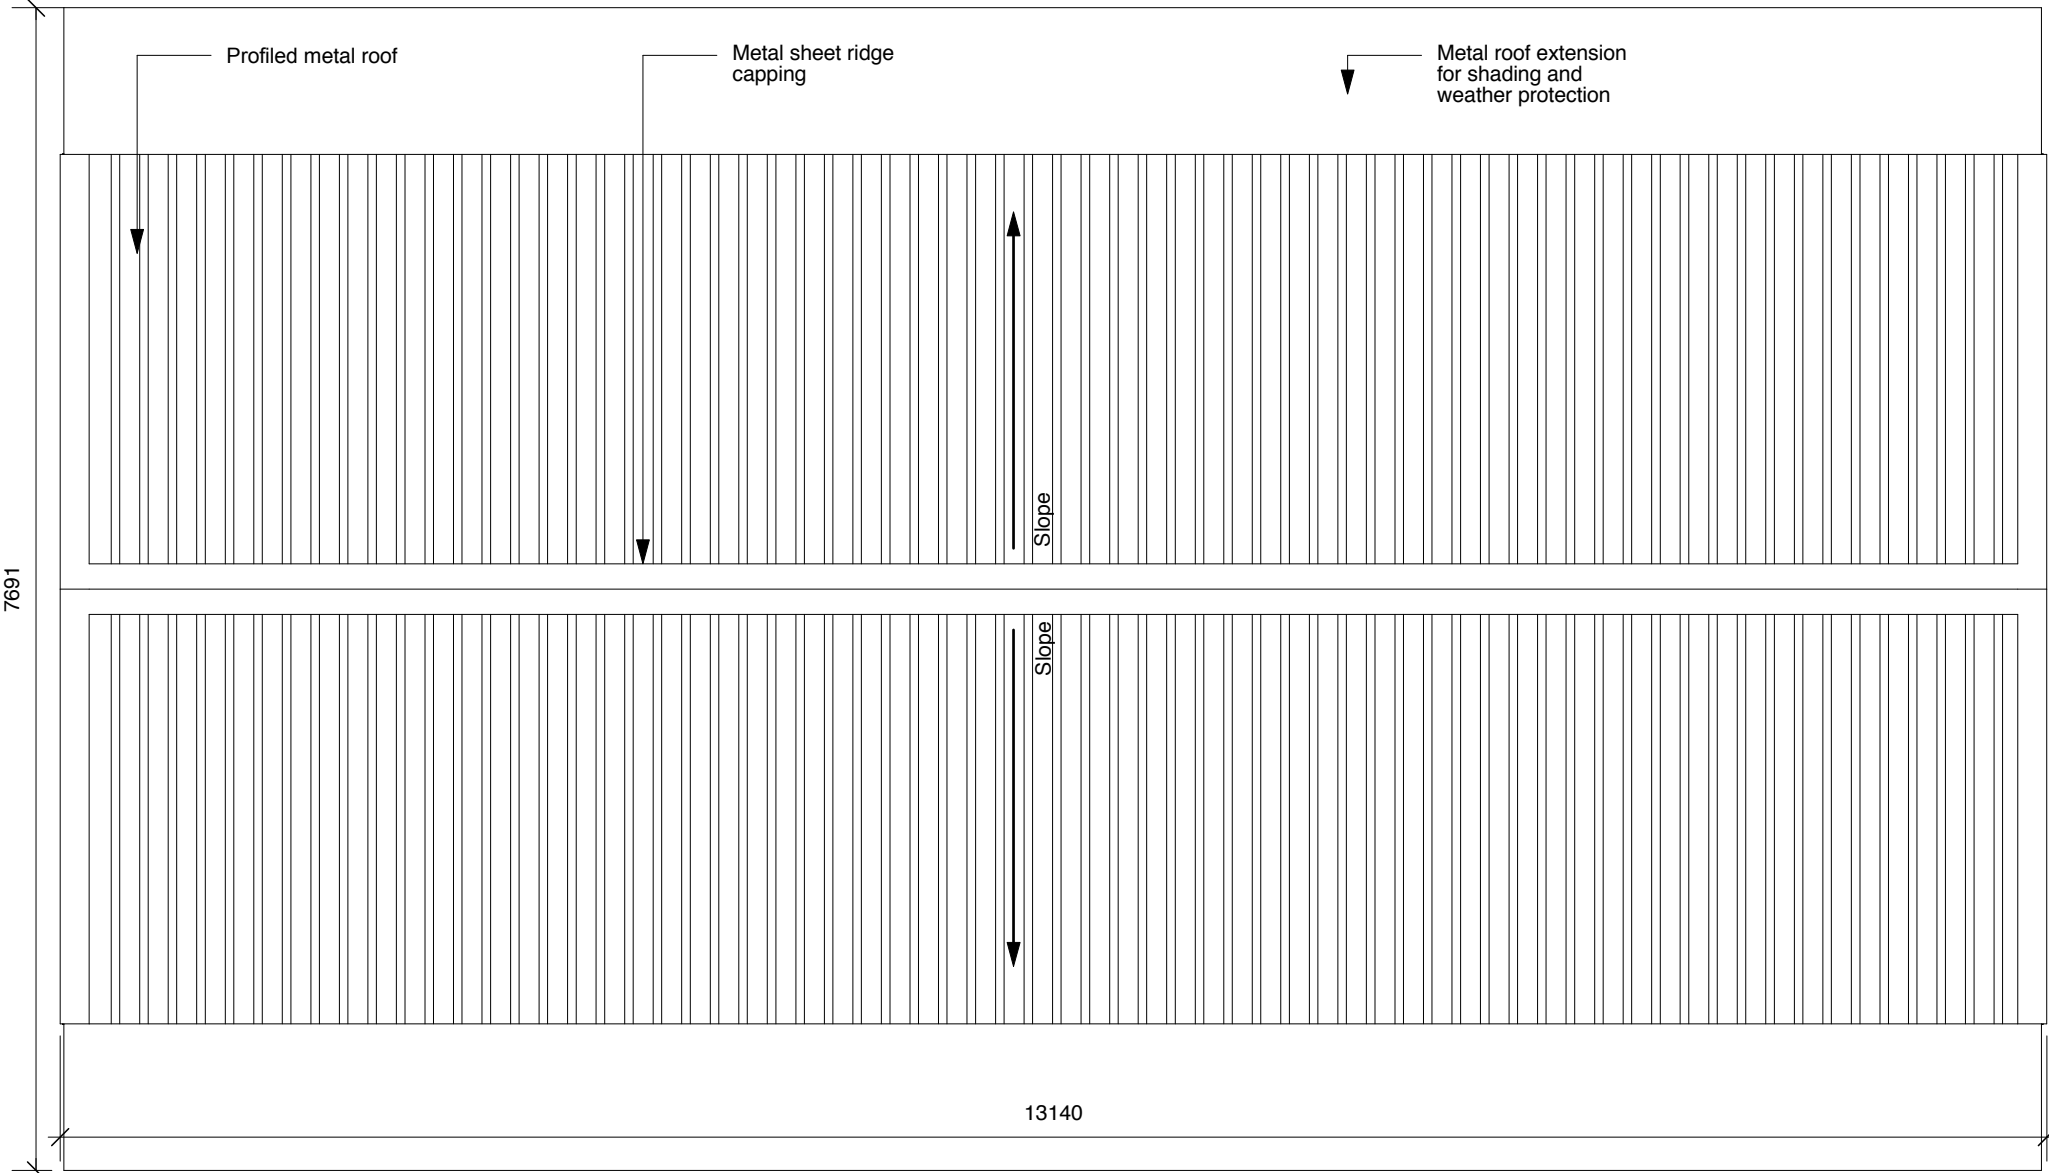 Profiled metal roof
Metal sheet ridge
capping
Metal roof extension
for shading and
weather protection
Slope
7691
Slope
13140